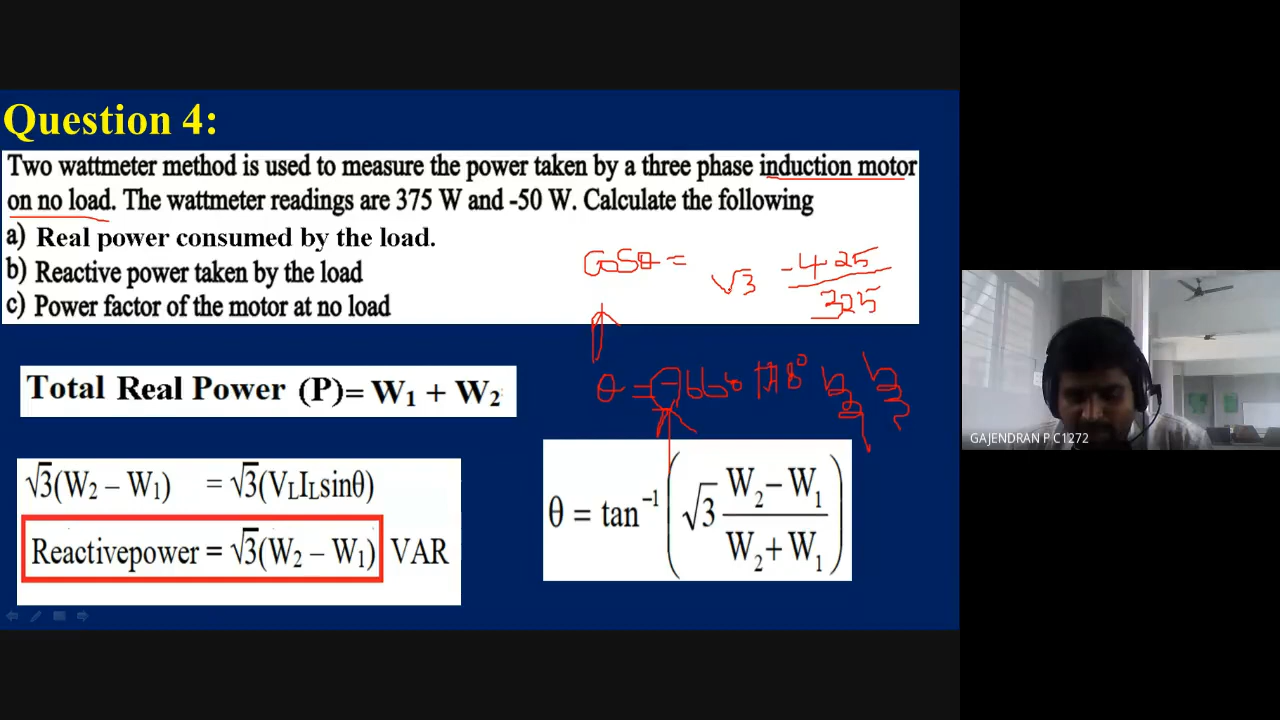 Question 4:
Two wattmeter method is used to measure the power taken by a three phase induction motor
on no load. The wattmeter readings are 375 W and -50 W. Calculate the following
a) Real power consumed by the load.
b) Reactive power taken by the load
c) Power factor of the motor at no load
Cosθ = √3 -425
325
Total Real Power (P)= W₁ + W₂
θ =
√3(W₂ – W₁) = √3(VLILsinθ)
Reactivepower = √3(W₂ – W₁) VAR
θ = tan⁻¹ (√3 W₂– W₁
W₂+ W₁)
GAJENDRAN P C1272